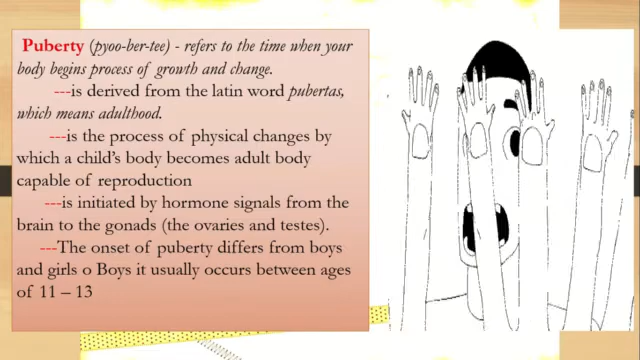 Puberty (pyoo-ber-tee) - refers to the time when your
body begins process of growth and change.
---is derived from the latin word pubertas,
which means adulthood.
---is the process of physical changes by
which a child's body becomes adult body
capable of reproduction
---is initiated by hormone signals from the
brain to the gonads (the ovaries and testes).
---The onset of puberty differs from boys
and girls o Boys it usually occurs between ages
of 11 – 13